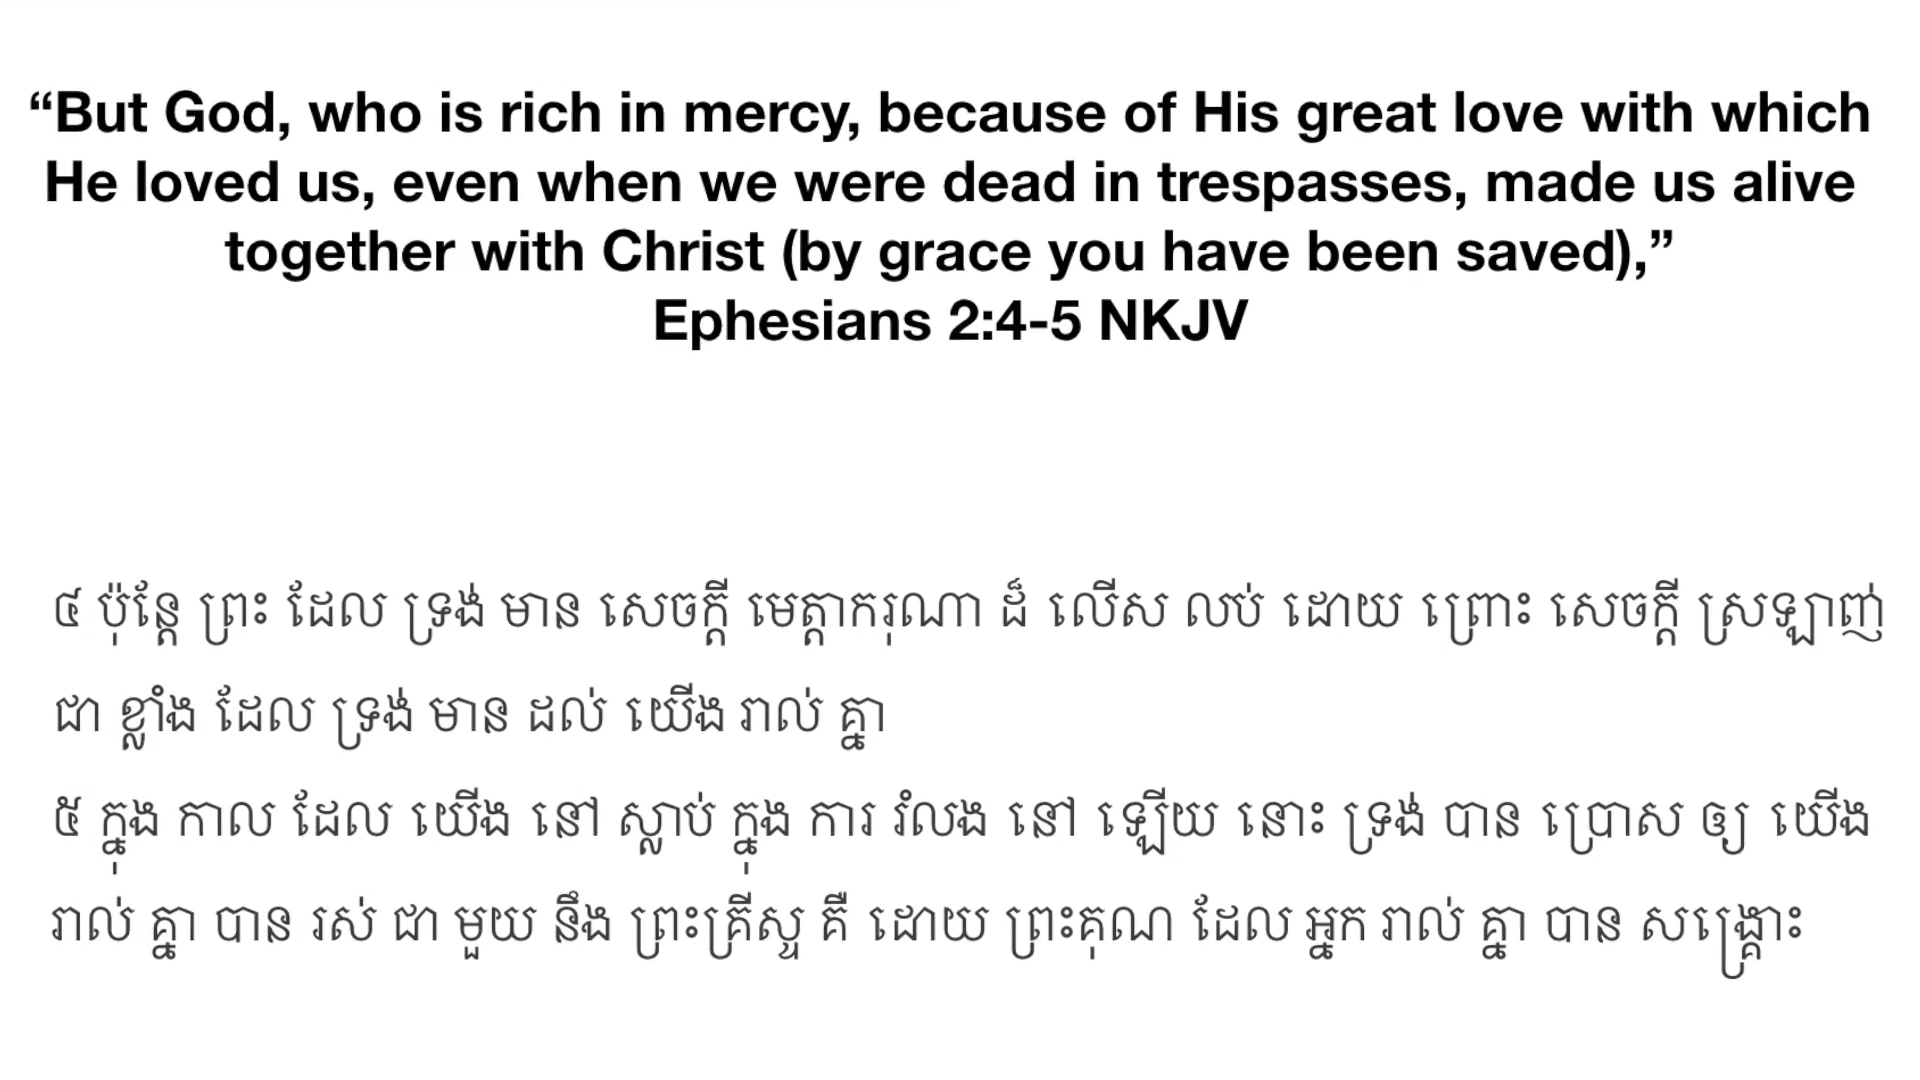 “But God, who is rich in mercy, because of His great love with which
He loved us, even when we were dead in trespasses, made us alive
together with Christ (by grace you have been saved),”
Ephesians 2:4-5 NKJV
៤ ប៉ុន្តែ ព្រះ ដែល ទ្រង់ មាន សេចក្ដី មេត្តាករុណា ដ៏ លើស លប់ ដោយ ព្រោះ សេចក្ដី ស្រឡាញ់
ជា ខ្លាំង ដែល ទ្រង់ មាន ដល់ យើង រាល់ គ្នា
៥ ក្នុង កាល ដែល យើង នៅ ស្លាប់ ក្នុង ការ រំលង នៅ ឡើយ នោះ ទ្រង់ បាន ប្រោស ឲ្យ យើង
រាល់ គ្នា បាន រស់ ជា មួយ នឹង ព្រះគ្រីស្ទ គឺ ដោយ ព្រះគុណ ដែល អ្នក រាល់ គ្នា បាន សង្គ្រោះ